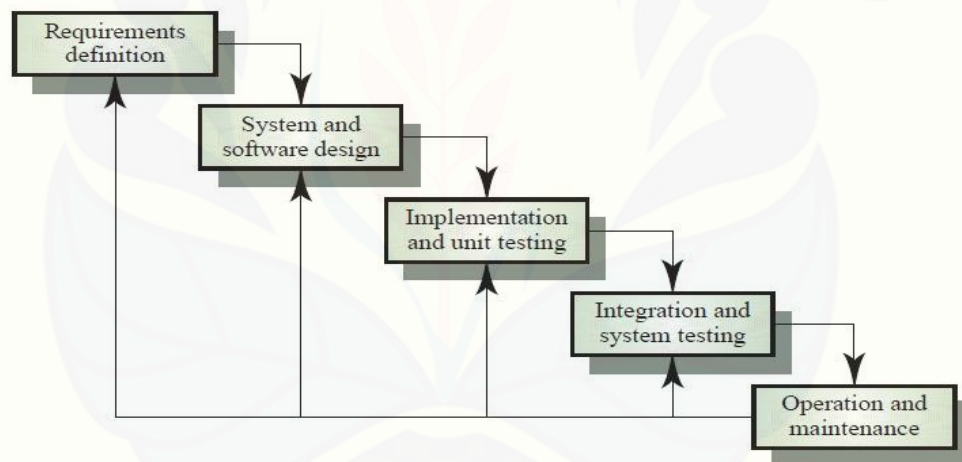 Requirements
definition
System and
software design
Implementation
and unit testing
Integration and
system testing
Operation and
maintenance